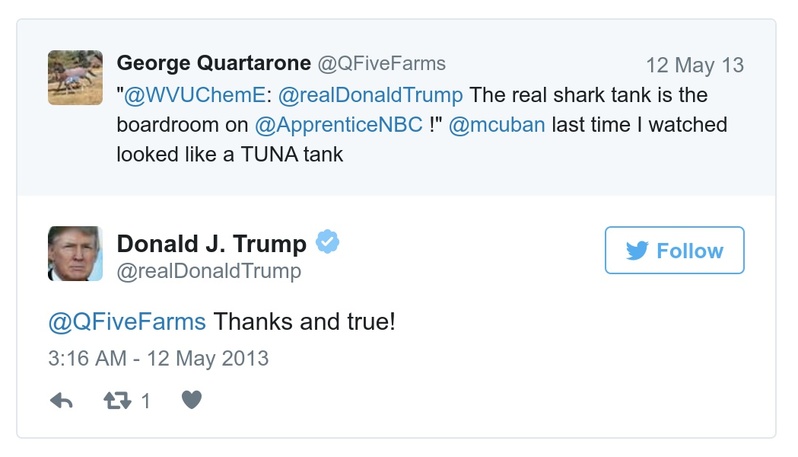 George Quartarone @QFiveFarms 12 May 13
"@WVUChemE: @realDonaldTrump The real shark tank is the
boardroom on @ApprenticeNBC !" @mcuban last time I watched
looked like a TUNA tank
Donald J. Trump
@realDonaldTrump
Follow
@QFiveFarms Thanks and true!
3:16 AM - 12 May 2013
1